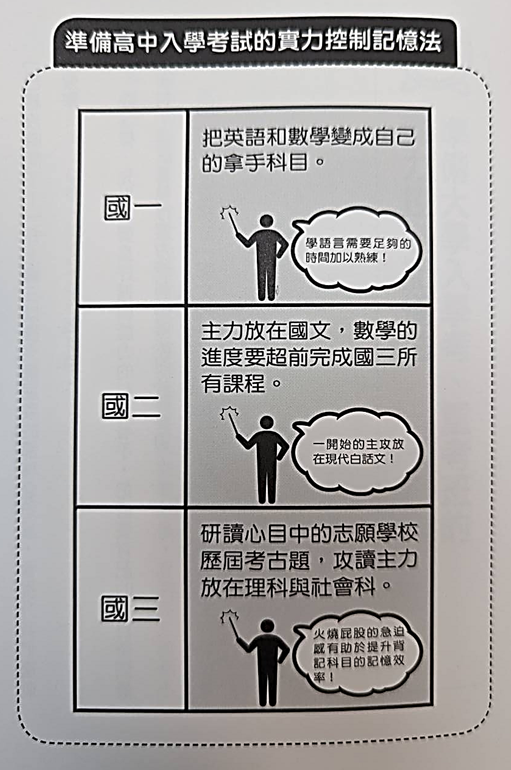 準備高中入學考試的實力控制記憶法
國一
把英語和數學變成自己
的拿手科目。
學語言需要足夠的
時間加以熟練！
國二
主力放在國文，數學的
進度要超前完成國三所
有課程。
一開始的主攻放
在現代白話文！
國三
研讀心目中的志願學校
歷屆考古題，攻讀主力
放在理科與社會科。
火燒屁股的急迫
感有助於提升背
記科目的記憶效
率！